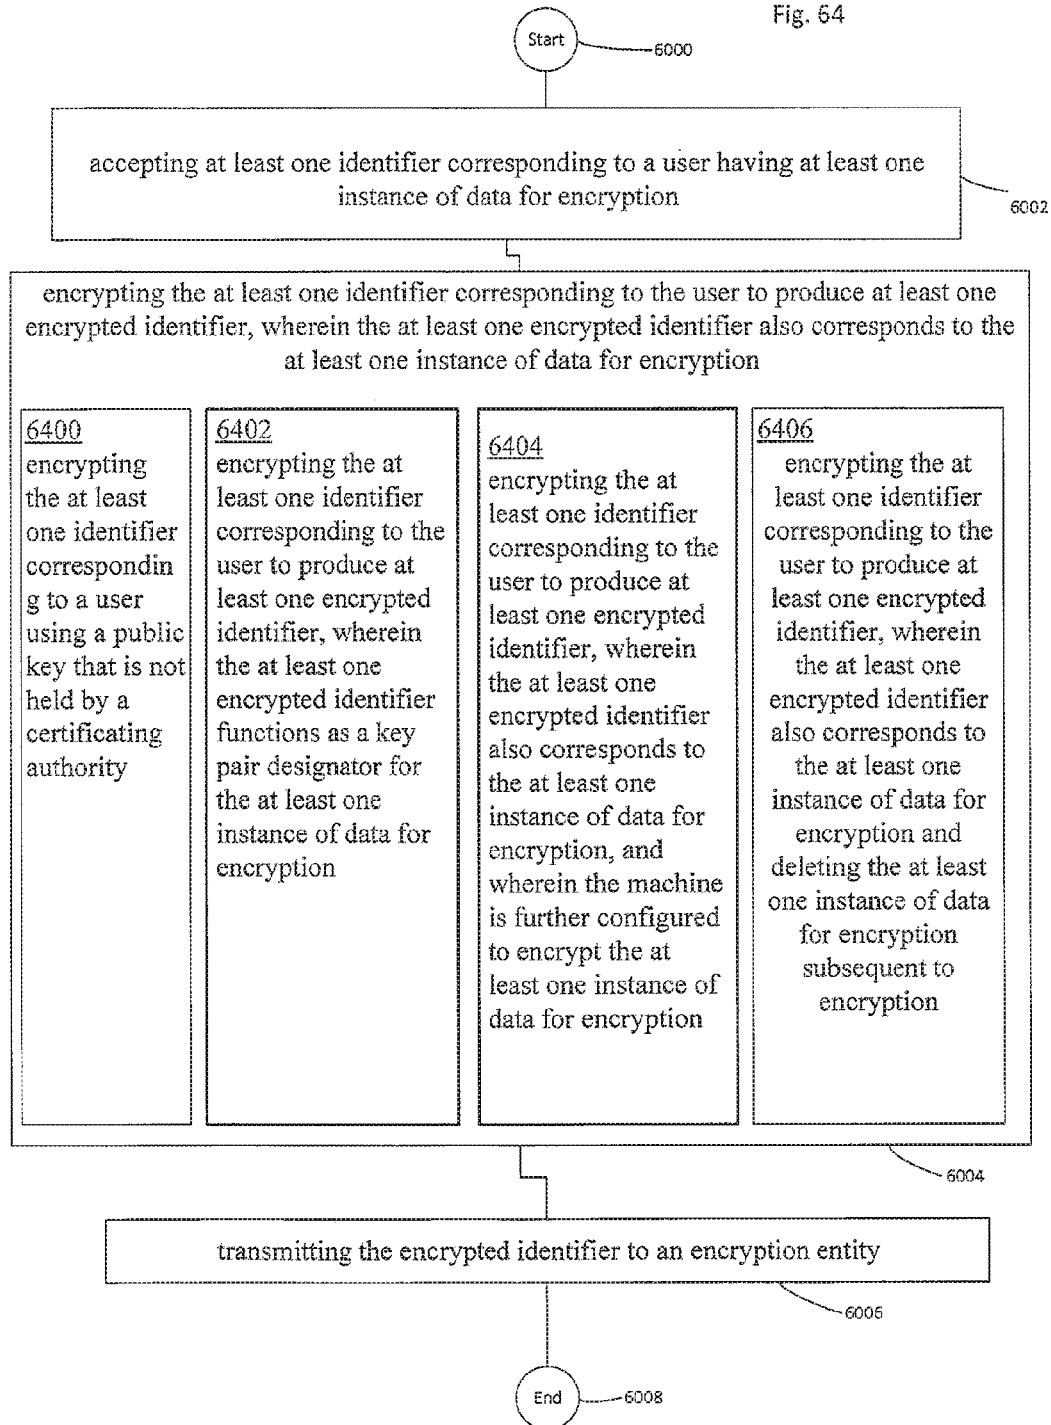 Fig. 64
Start
6000
accepting at least one identifier corresponding to a user having at least one
instance of data for encryption
6002
encrypting the at least one identifier corresponding to the user to produce at least one
encrypted identifier, wherein the at least one encrypted identifier also corresponds to the
at least one instance of data for encryption
6400
encrypting
the at least
one identifier
correspondin
g to a user
using a public
key that is not
held by a
certificating
authority
6402
encrypting the at
least one identifier
corresponding to the
user to produce at
least one encrypted
identifier, wherein
the at least one
encrypted identifier
functions as a key
pair designator for
the at least one
instance of data for
encryption
6404
encrypting the at
least one identifier
corresponding to the
user to produce at
least one encrypted
identifier, wherein
the at least one
encrypted identifier
also corresponds to
the at least one
instance of data for
encryption, and
wherein the machine
is further configured
to encrypt the at
least one instance of
data for encryption
6406
encrypting the at
least one identifier
corresponding to the
user to produce at
least one encrypted
identifier, wherein
the at least one
encrypted identifier
also corresponds to
the at least one
instance of data for
encryption and
deleting the at least
one instance of data
for encryption
subsequent to
encryption
6004
transmitting the encrypted identifier to an encryption entity
6006
End
6008